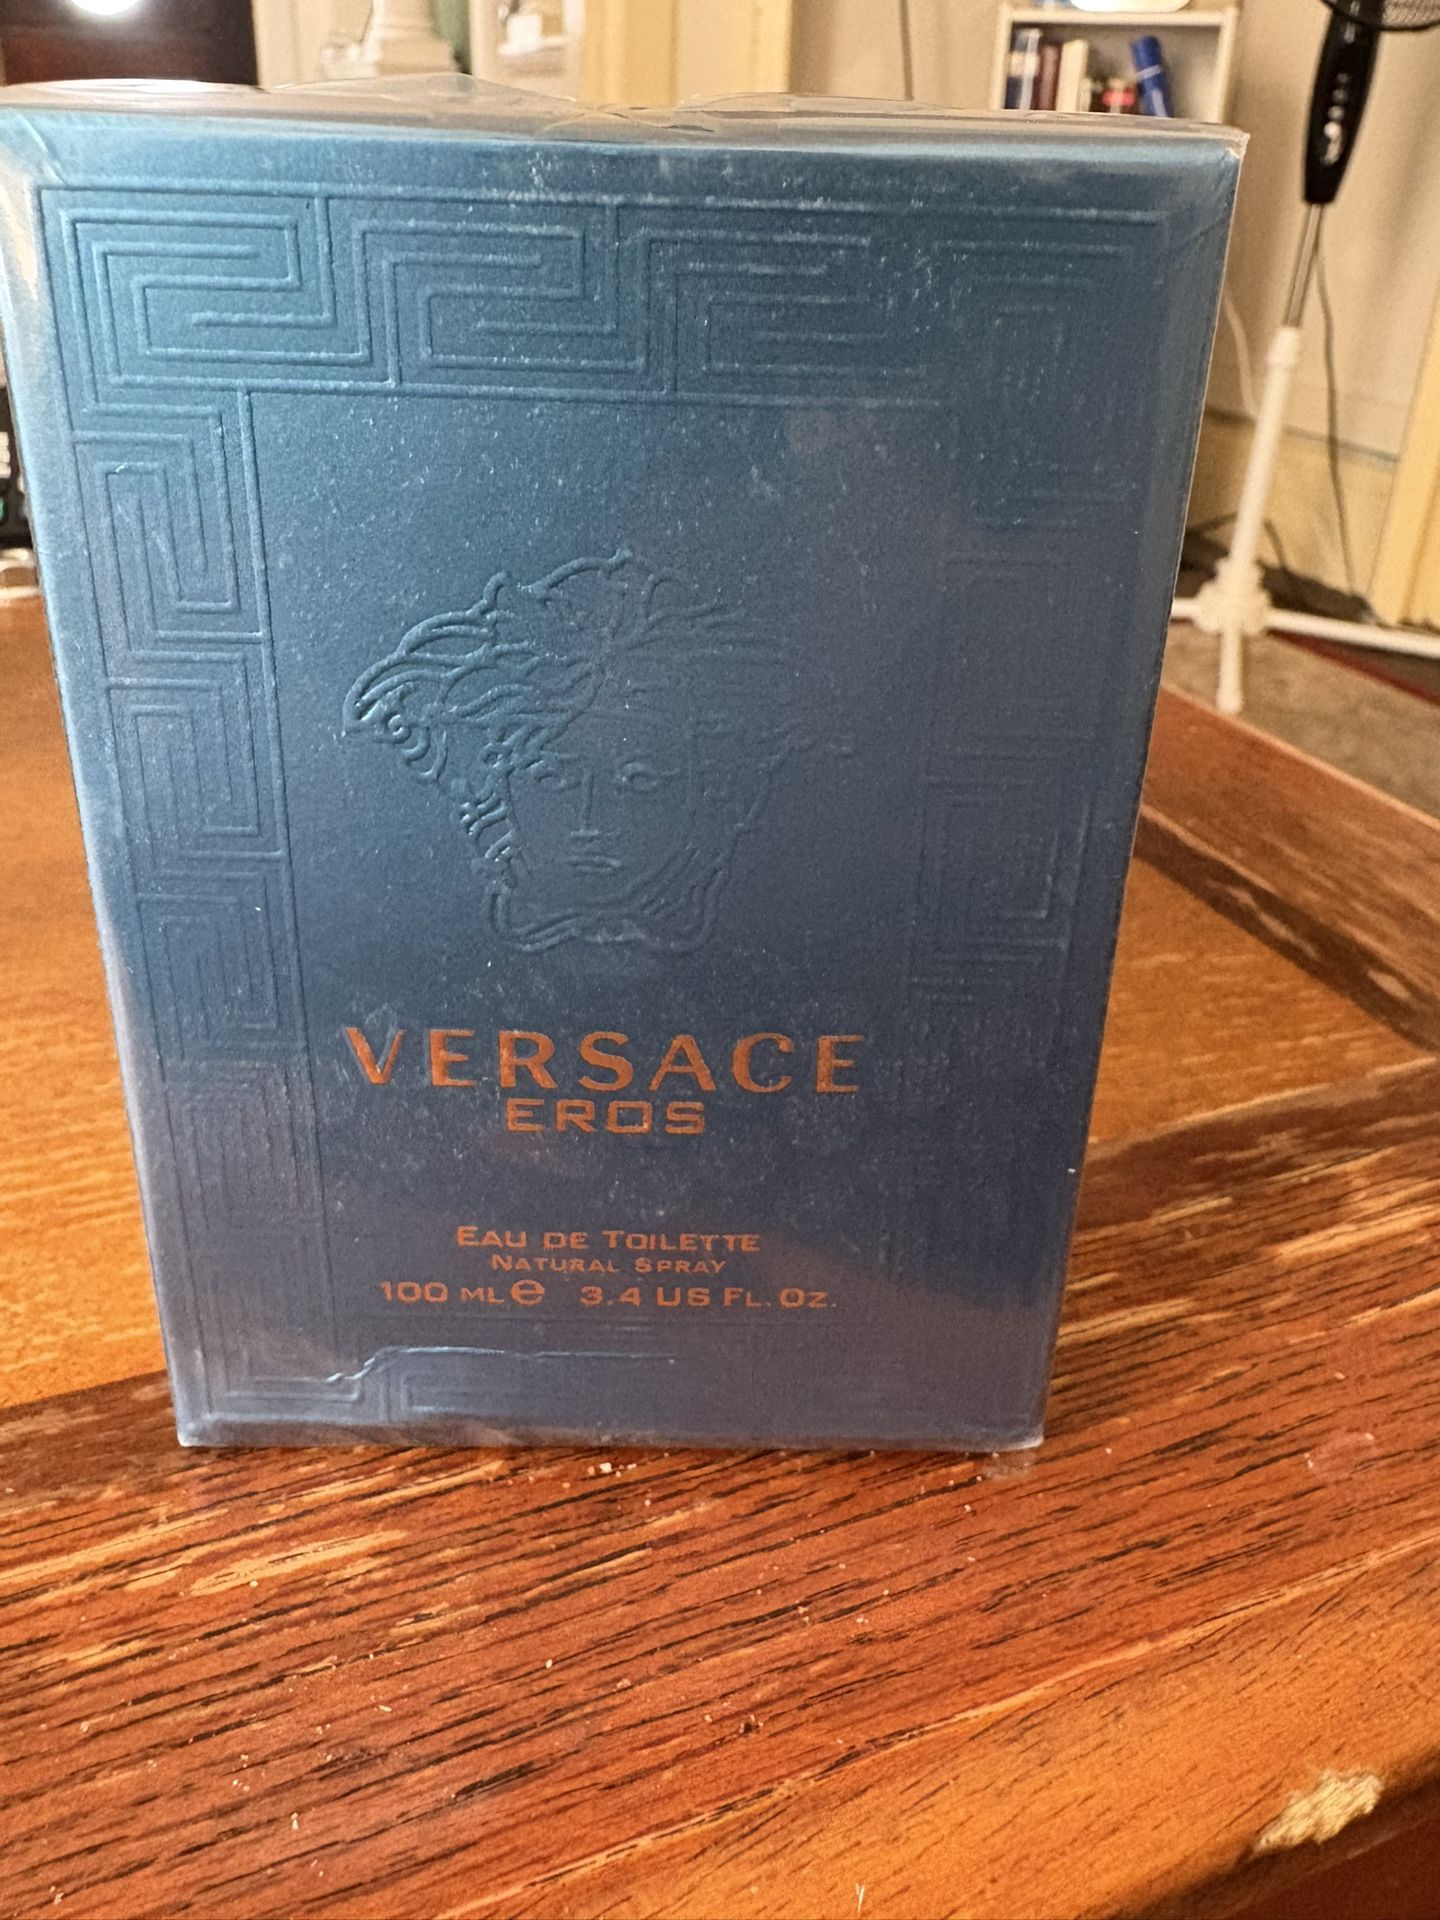 VERSACE
EROS
EAU DE TOILETTE
NATURAL SPRAY
100 ML ℮ 3.4 US FL. OZ.